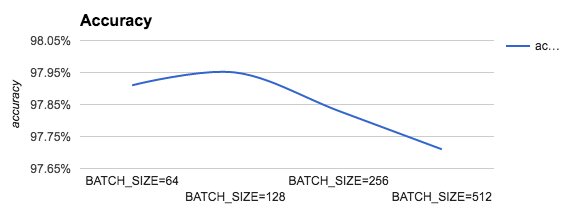 Accuracy
98.05%
97.95%
97.85%
97.75%
97.65%
accuracy
ac...
BATCH_SIZE=64
BATCH_SIZE=128
BATCH_SIZE=256
BATCH_SIZE=512